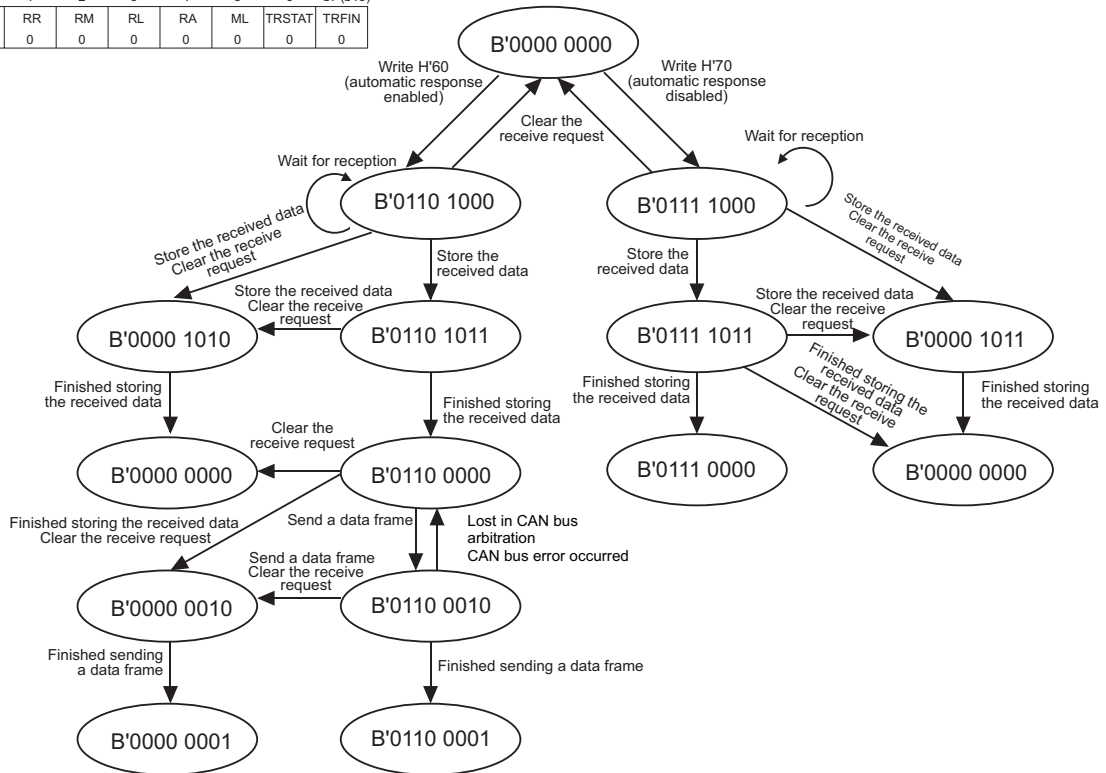 RR RM RL RA ML TRSTAT TRFIN
0 0 0 0 0 0 0
B'0000 0000
Write H'60
(automatic response
enabled)
Write H'70
(automatic response
disabled)
Clear the
receive request
Wait for reception
Wait for reception
B'0110 1000
B'0111 1000
Store the received data
Clear the receive
request
Store the
received data
Store the
received data
Store the received data
Clear the receive
request
Store the received data
Clear the receive
request
Store the received data
Clear the receive
request
B'0000 1010
B'0110 1011
B'0111 1011
B'0000 1011
Finished storing
the received data
Finished storing
the received data
Finished storing
the received data
Finished storing the
received data
Clear the receive
request
Finished storing
the received data
Clear the
receive request
B'0000 0000
B'0110 0000
B'0111 0000
B'0000 0000
Finished storing the received data
Clear the receive request
Send a data frame
Lost in CAN bus
arbitration
CAN bus error occurred
Send a data frame
Clear the receive
request
B'0000 0010
B'0110 0010
Finished sending
a data frame
Finished sending a data frame
B'0000 0001
B'0110 0001